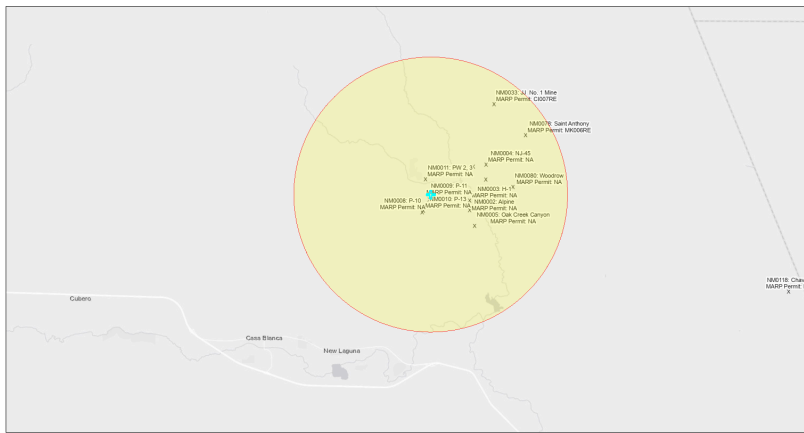 NM0033: JJ No. 1 Mine
MARP Permit: CI007RE
NM0078: Saint Anthony
MARP Permit: MK006RE
NM0004: NJ-45
MARP Permit: NA
NM0011: PW 2, 3
MARP Permit: NA
NM0080: Woodrow
MARP Permit: NA
NM0009: P-11
MARP Permit: NA
NM0003: H-1
MARP Permit: NA
NM0008: P-10
MARP Permit: NA
NM0010: P-13
MARP Permit: NA
NM0002: Alpine
MARP Permit: NA
NM0005: Oak Creek Canyon
MARP Permit: NA
NM0118: Chav
MARP Permit:
Cubero
Casa Blanca
New Laguna